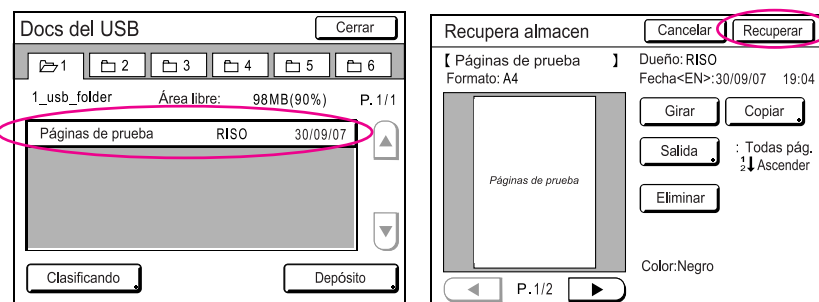 Docs del USB
Cerrar
1 2 3 4 5 6
1_usb_folder Área libre: 98MB(90%) P.1/1
Páginas de prueba RISO 30/09/07
Clasificando Depósito
Recupera almacen
Cancelar Recuperar
【 Páginas de prueba 】 Dueño: RISO
Formato: A4 Fecha<EN>:30/09/07 19:04
Girar Copiar
Salida : Todas pág.
1 2 Ascender
Páginas de prueba
Eliminar
Color:Negro
P.1/2